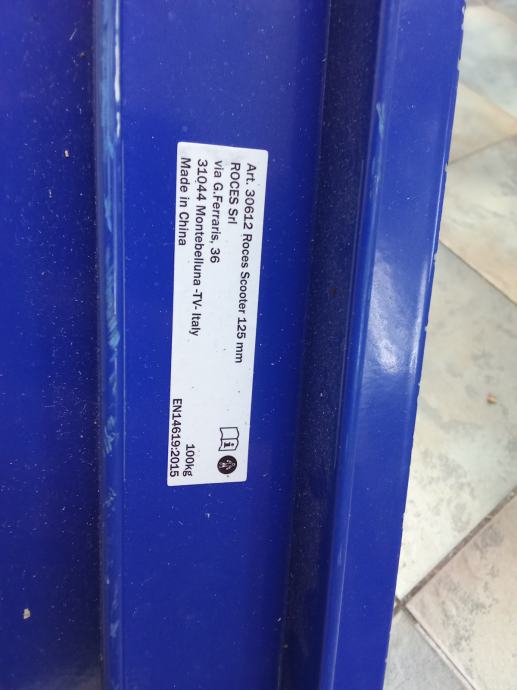 Art. 30612 Roces Scooter 125 mm
ROCES Srl
via G.Ferraris, 36
31044 Montebelluna -TV- Italy
Made in China
100kg
EN14619:2015